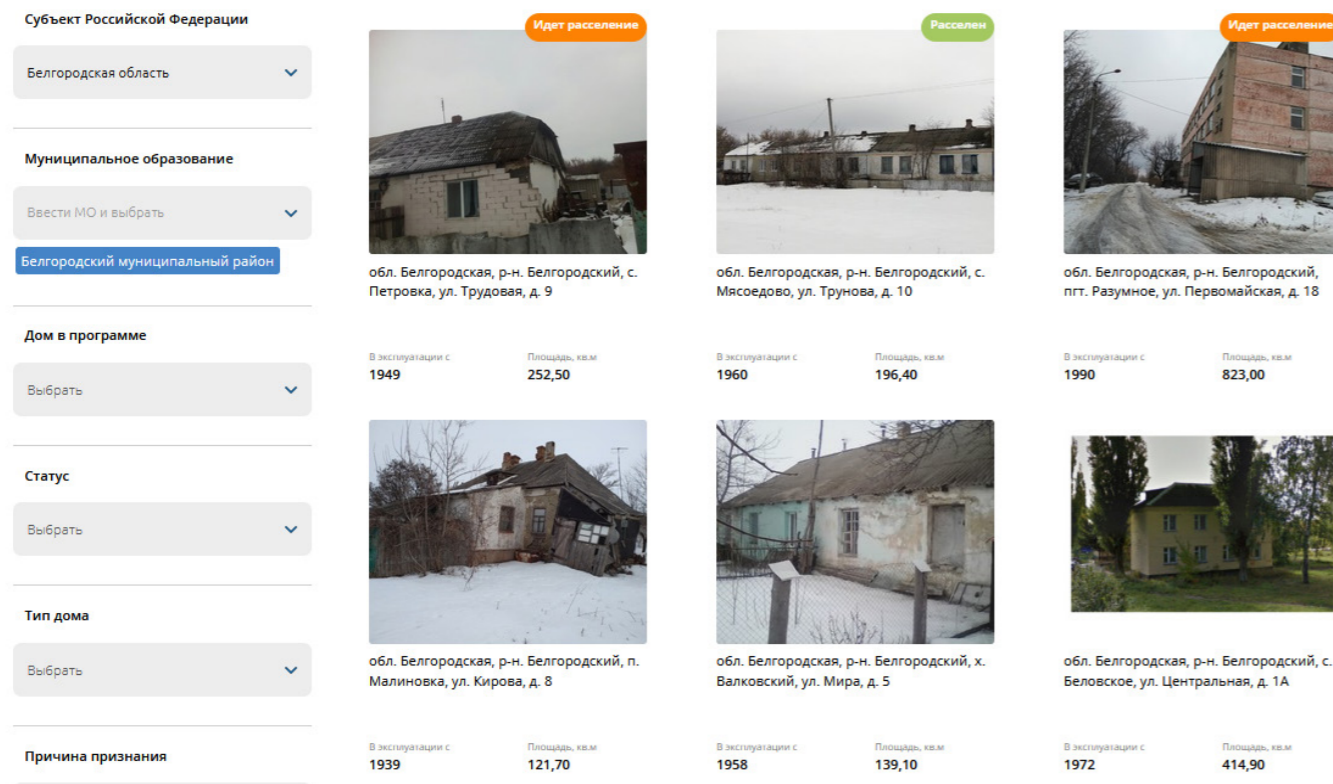 Субъект Российской Федерации
Белгородская область
Муниципальное образование
Ввести МО и выбрать
Белгородский муниципальный район
Дом в программе
Выбрать
Статус
Выбрать
Тип дома
Выбрать
Причина признания
Идет расселение
обл. Белгородская, р-н. Белгородский, с.
Петровка, ул. Трудовая, д. 9
В эксплуатации с
Площадь, кв.м
1949
252,50
Расселен
обл. Белгородская, р-н. Белгородский, с.
Мясоедово, ул. Трунова, д. 10
В эксплуатации с
Площадь, кв.м
1960
196,40
Идет расселение
обл. Белгородская, р-н. Белгородский,
пгт. Разумное, ул. Первомайская, д. 18
В эксплуатации с
Площадь, кв.м
1990
823,00
обл. Белгородская, р-н. Белгородский, п.
Малиновка, ул. Кирова, д. 8
В эксплуатации с
Площадь, кв.м
1939
121,70
обл. Белгородская, р-н. Белгородский, х.
Валковский, ул. Мира, д. 5
В эксплуатации с
Площадь, кв.м
1958
139,10
обл. Белгородская, р-н. Белгородский, с.
Беловское, ул. Центральная, д. 1А
В эксплуатации с
Площадь, кв.м
1972
414,90